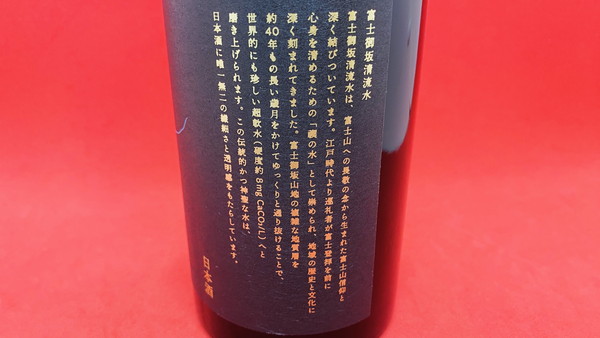 富士御坂清流水
富士御坂清流水は、富士山への畏敬の念から生まれた富士山信仰と
深く結びついています。江戸時代より巡礼者が富士登拝を前に
心身を清めるための「禊の水」として崇められ、地域の歴史と文化に
深く刻まれてきました。富士御坂山地の複雑な地質層を
約40年もの長い歳月をかけてゆっくりと通り抜けることで、
世界的にも珍しい超軟水(硬度約8mg CaCO₃/L)へと
磨き上げられます。この伝統的かつ神聖な水は、
日本酒に唯一無二の繊細さと透明感をもたらしています。
日本酒